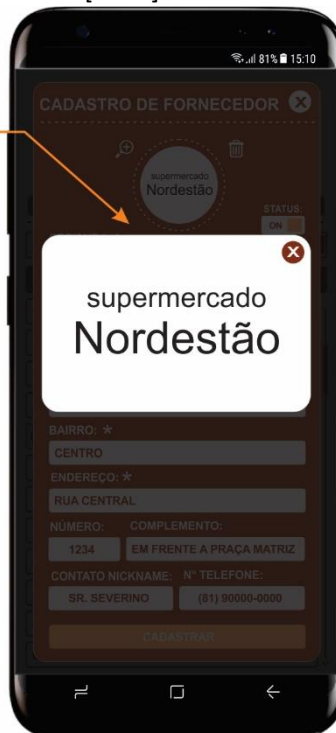 81% 15:10
CADASTRO DE FORNECEDOR X
supermercado
Nordestão
STATUS:
ON
X
supermercado
Nordestão
BAIRRO: *
CENTRO
ENDEREÇO: *
RUA CENTRAL
NÚMERO: COMPLEMENTO:
1234 EM FRENTE A PRAÇA MATRIZ
CONTATO NICKNAME: Nº TELEFONE:
SR. SEVERINO (81) 90000-0000
CADASTRAR